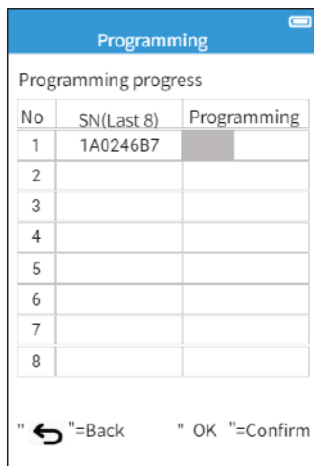 Programming
Programming progress
No SN(Last 8) Programming
1 1A0246B7
2
3
4
5
6
7
8
" "=Back " OK "=Confirm